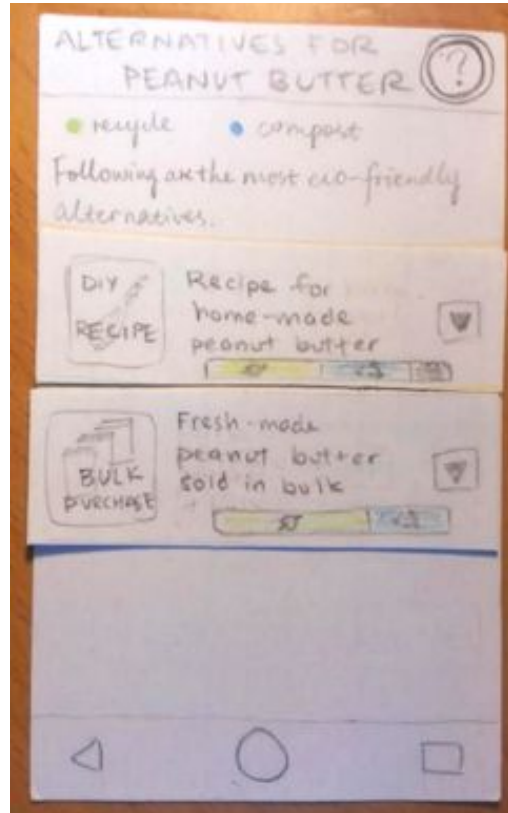 ALTERNATIVES FOR
PEANUT BUTTER
?
recycle compost
Following are the most eco-friendly
alternatives.
DIY
RECIPE
Recipe for
home-made
peanut butter
BULK
PURCHASE
Fresh-made
peanut butter
sold in bulk